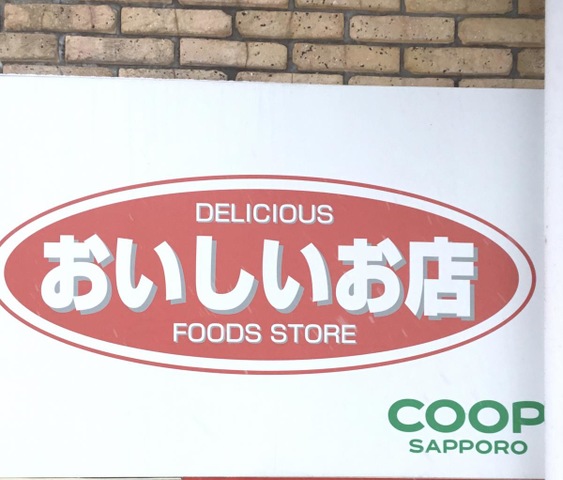 DELICIOUS
おいしいお店
FOODS STORE
COOP
SAPPORO